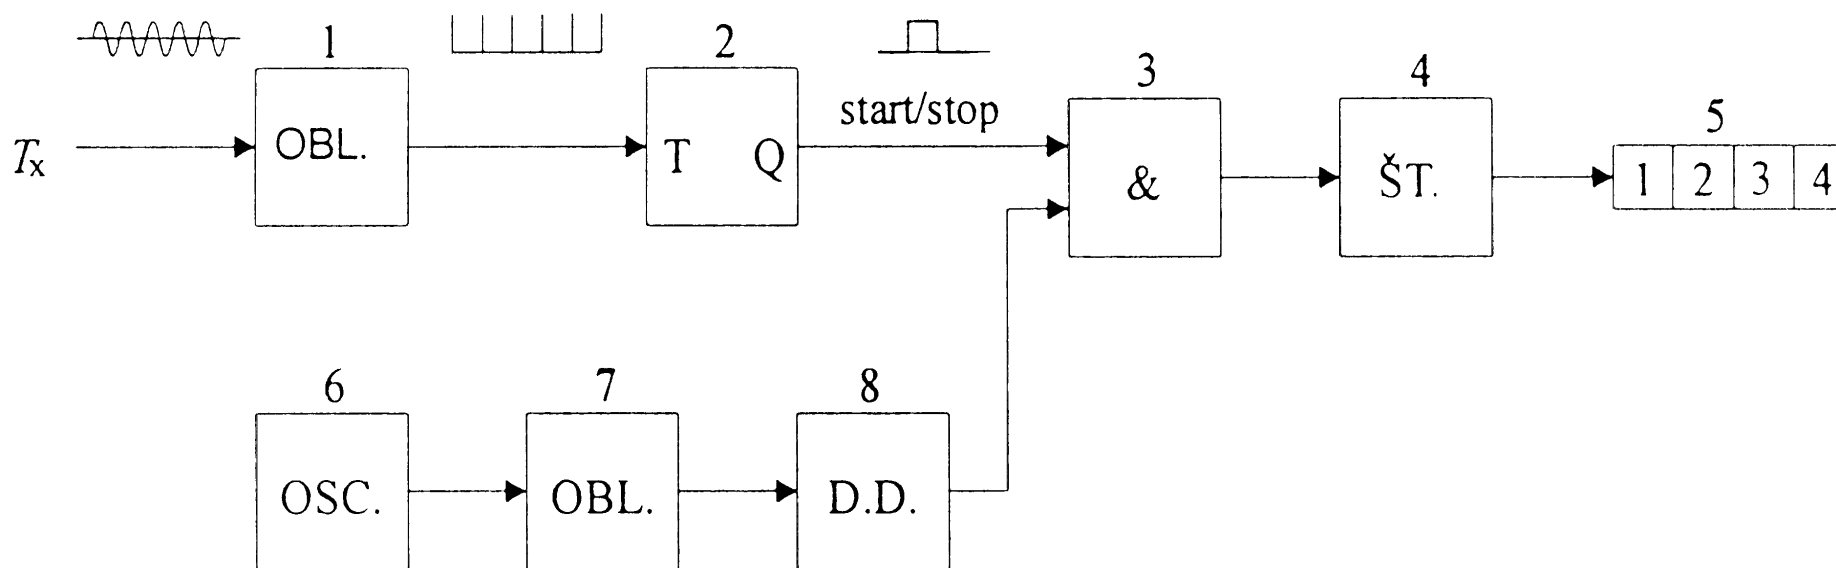 1 2 3 4 5
start/stop
Tx OBL. T Q & ŠT. 1 2 3 4
6 7 8
OSC. OBL. D.D.